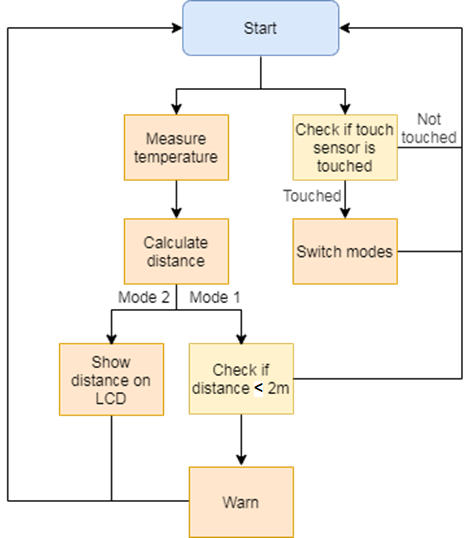 Start
Measure
temperature
Check if touch
sensor is
touched
Not
touched
Touched
Calculate
distance
Switch modes
Mode 2
Mode 1
Show
distance on
LCD
Check if
distance < 2m
Warn